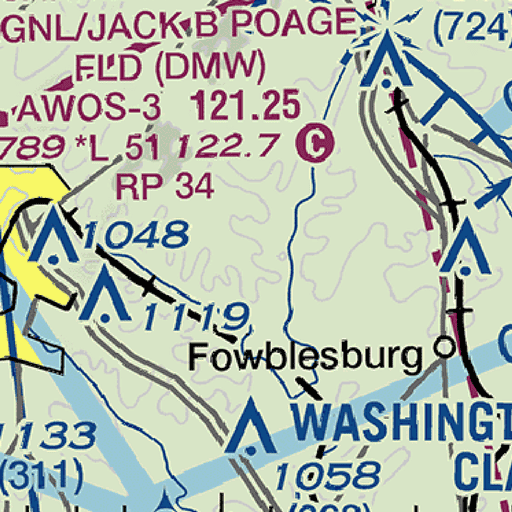 GNL/JACK B POAGE
FLD (DMW)
(724)
AWOS-3 121.25
789 *L 51 122.7 C
RP 34
1048
1119
Fowblesburg
WASHINGT
133
(311)
1058
CLA